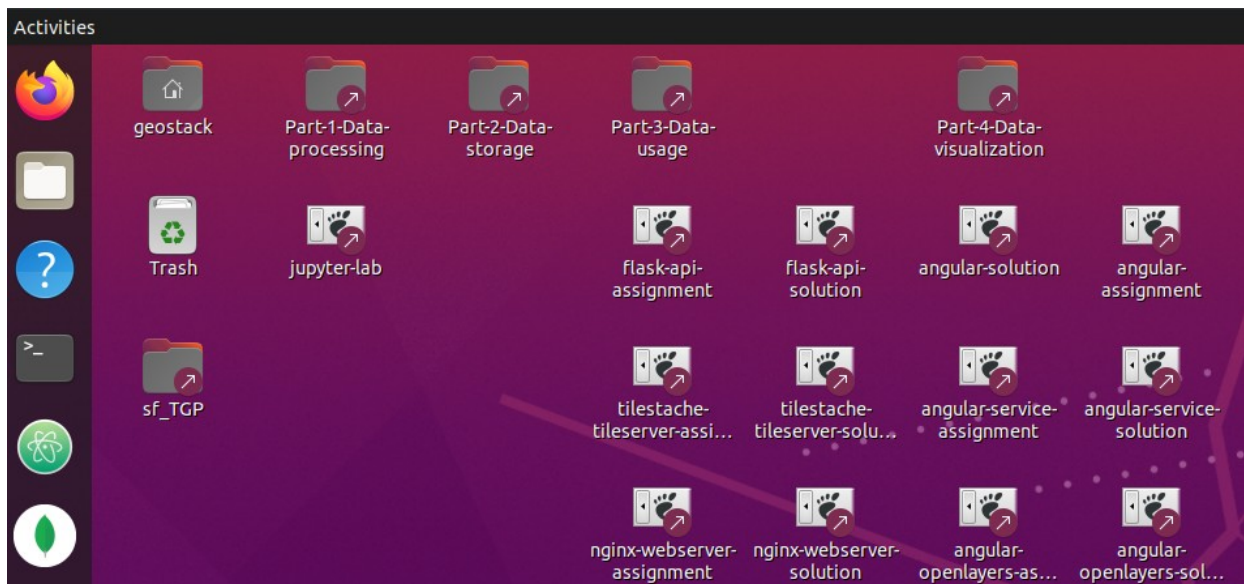 Activities
geostack
Part-1-Data-
processing
Part-2-Data-
storage
Part-3-Data-
usage
Part-4-Data-
visualization
Trash
jupyter-lab
flask-api-
assignment
flask-api-
solution
angular-solution
angular-
assignment
sf_TGP
tilestache-
tileserver-assi...
tilestache-
tileserver-solu...
angular-service-
assignment
angular-service-
solution
nginx-webserver-
assignment
nginx-webserver-
solution
angular-
openlayers-as...
angular-
openlayers-sol...
?
>_